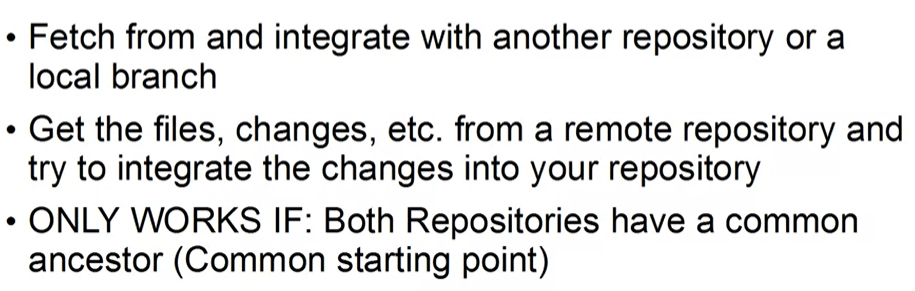 • Fetch from and integrate with another repository or a
local branch
• Get the files, changes, etc. from a remote repository and
try to integrate the changes into your repository
• ONLY WORKS IF: Both Repositories have a common
ancestor (Common starting point)